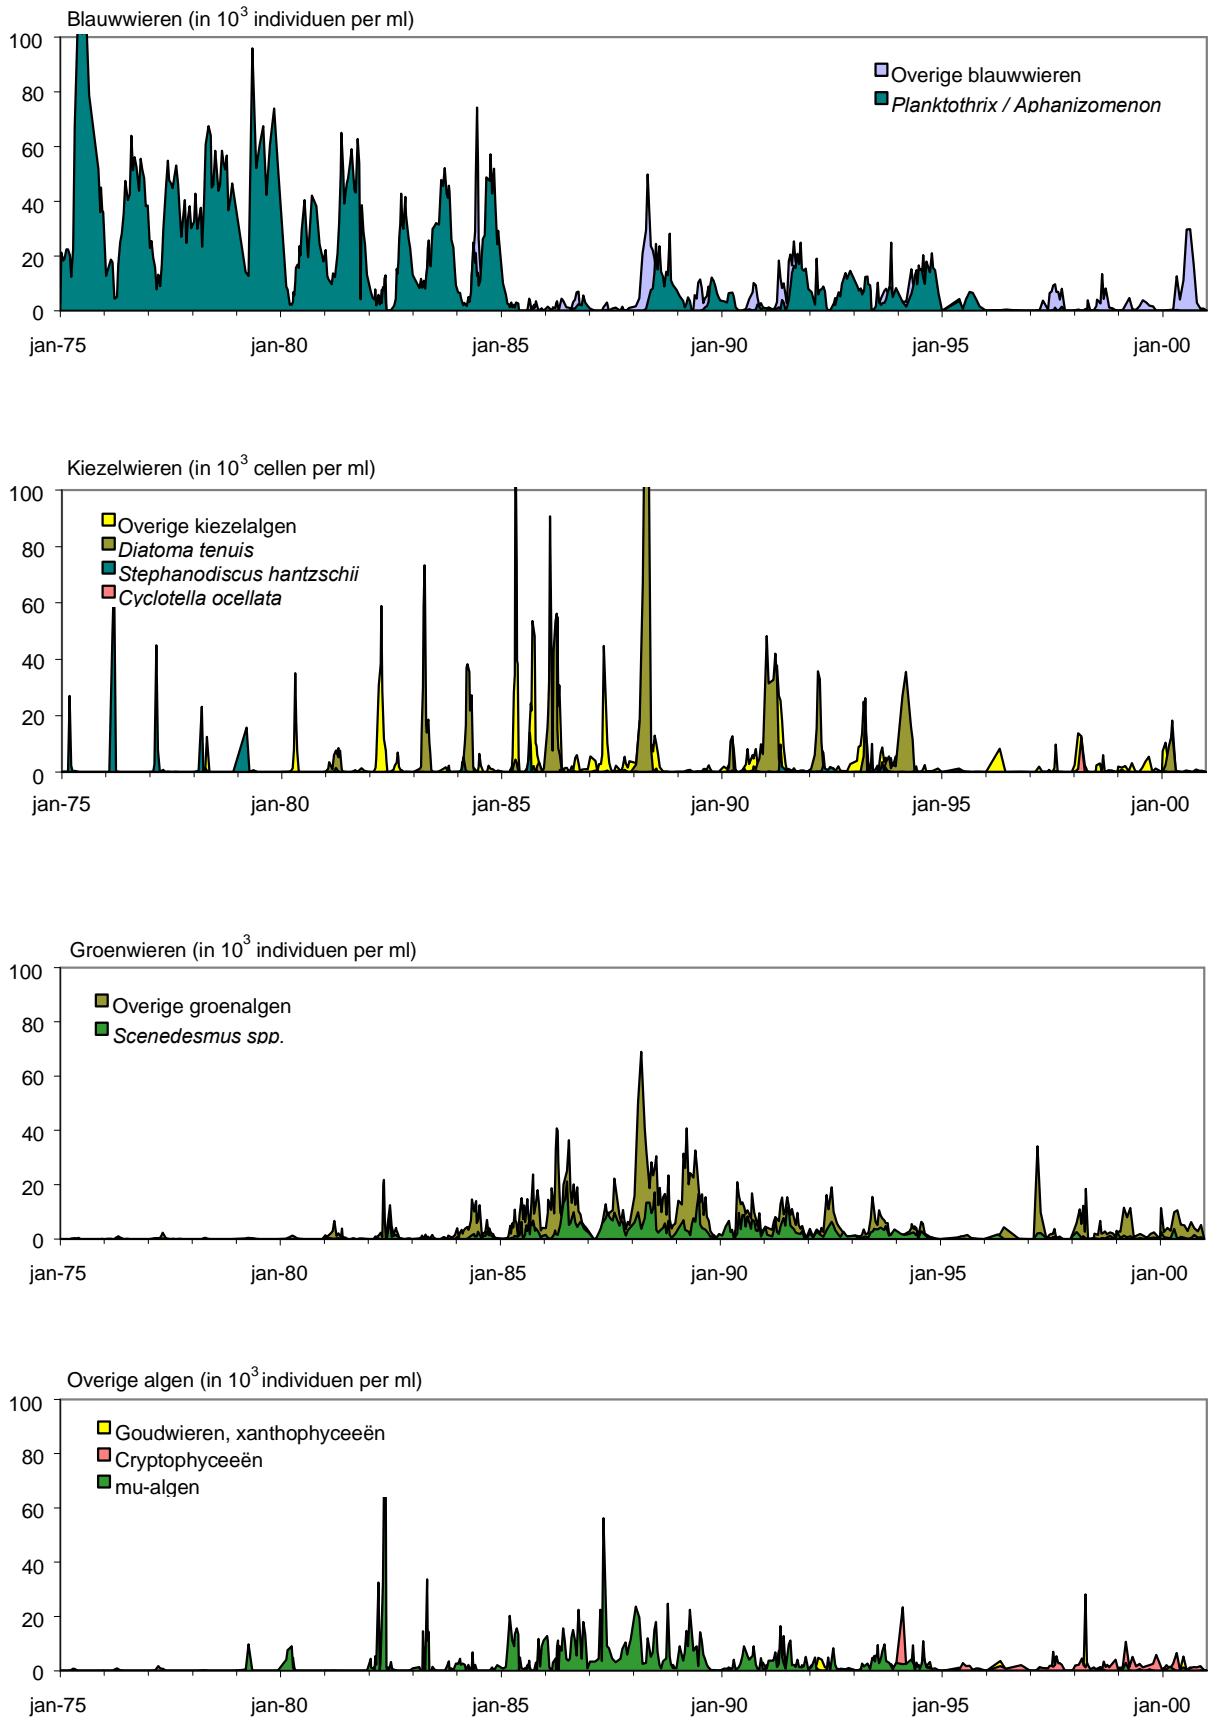 Blauwwieren (in 10³ individuen per ml)
100
80
60
40
20
0
Overige blauwwieren
Planktothrix / Aphanizomenon
jan-75 jan-80 jan-85 jan-90 jan-95 jan-00
Kiezelwieren (in 10³ cellen per ml)
100
80
60
40
20
0
Overige kiezelalgen
Diatoma tenuis
Stephanodiscus hantzschii
Cyclotella ocellata
jan-75 jan-80 jan-85 jan-90 jan-95 jan-00
Groenwieren (in 10³ individuen per ml)
100
80
60
40
20
0
Overige groenalgen
Scenedesmus spp.
jan-75 jan-80 jan-85 jan-90 jan-95 jan-00
Overige algen (in 10³ individuen per ml)
100
80
60
40
20
0
Goudwieren, xanthophyceeën
Cryptophyceeën
mu-algen
jan-75 jan-80 jan-85 jan-90 jan-95 jan-00